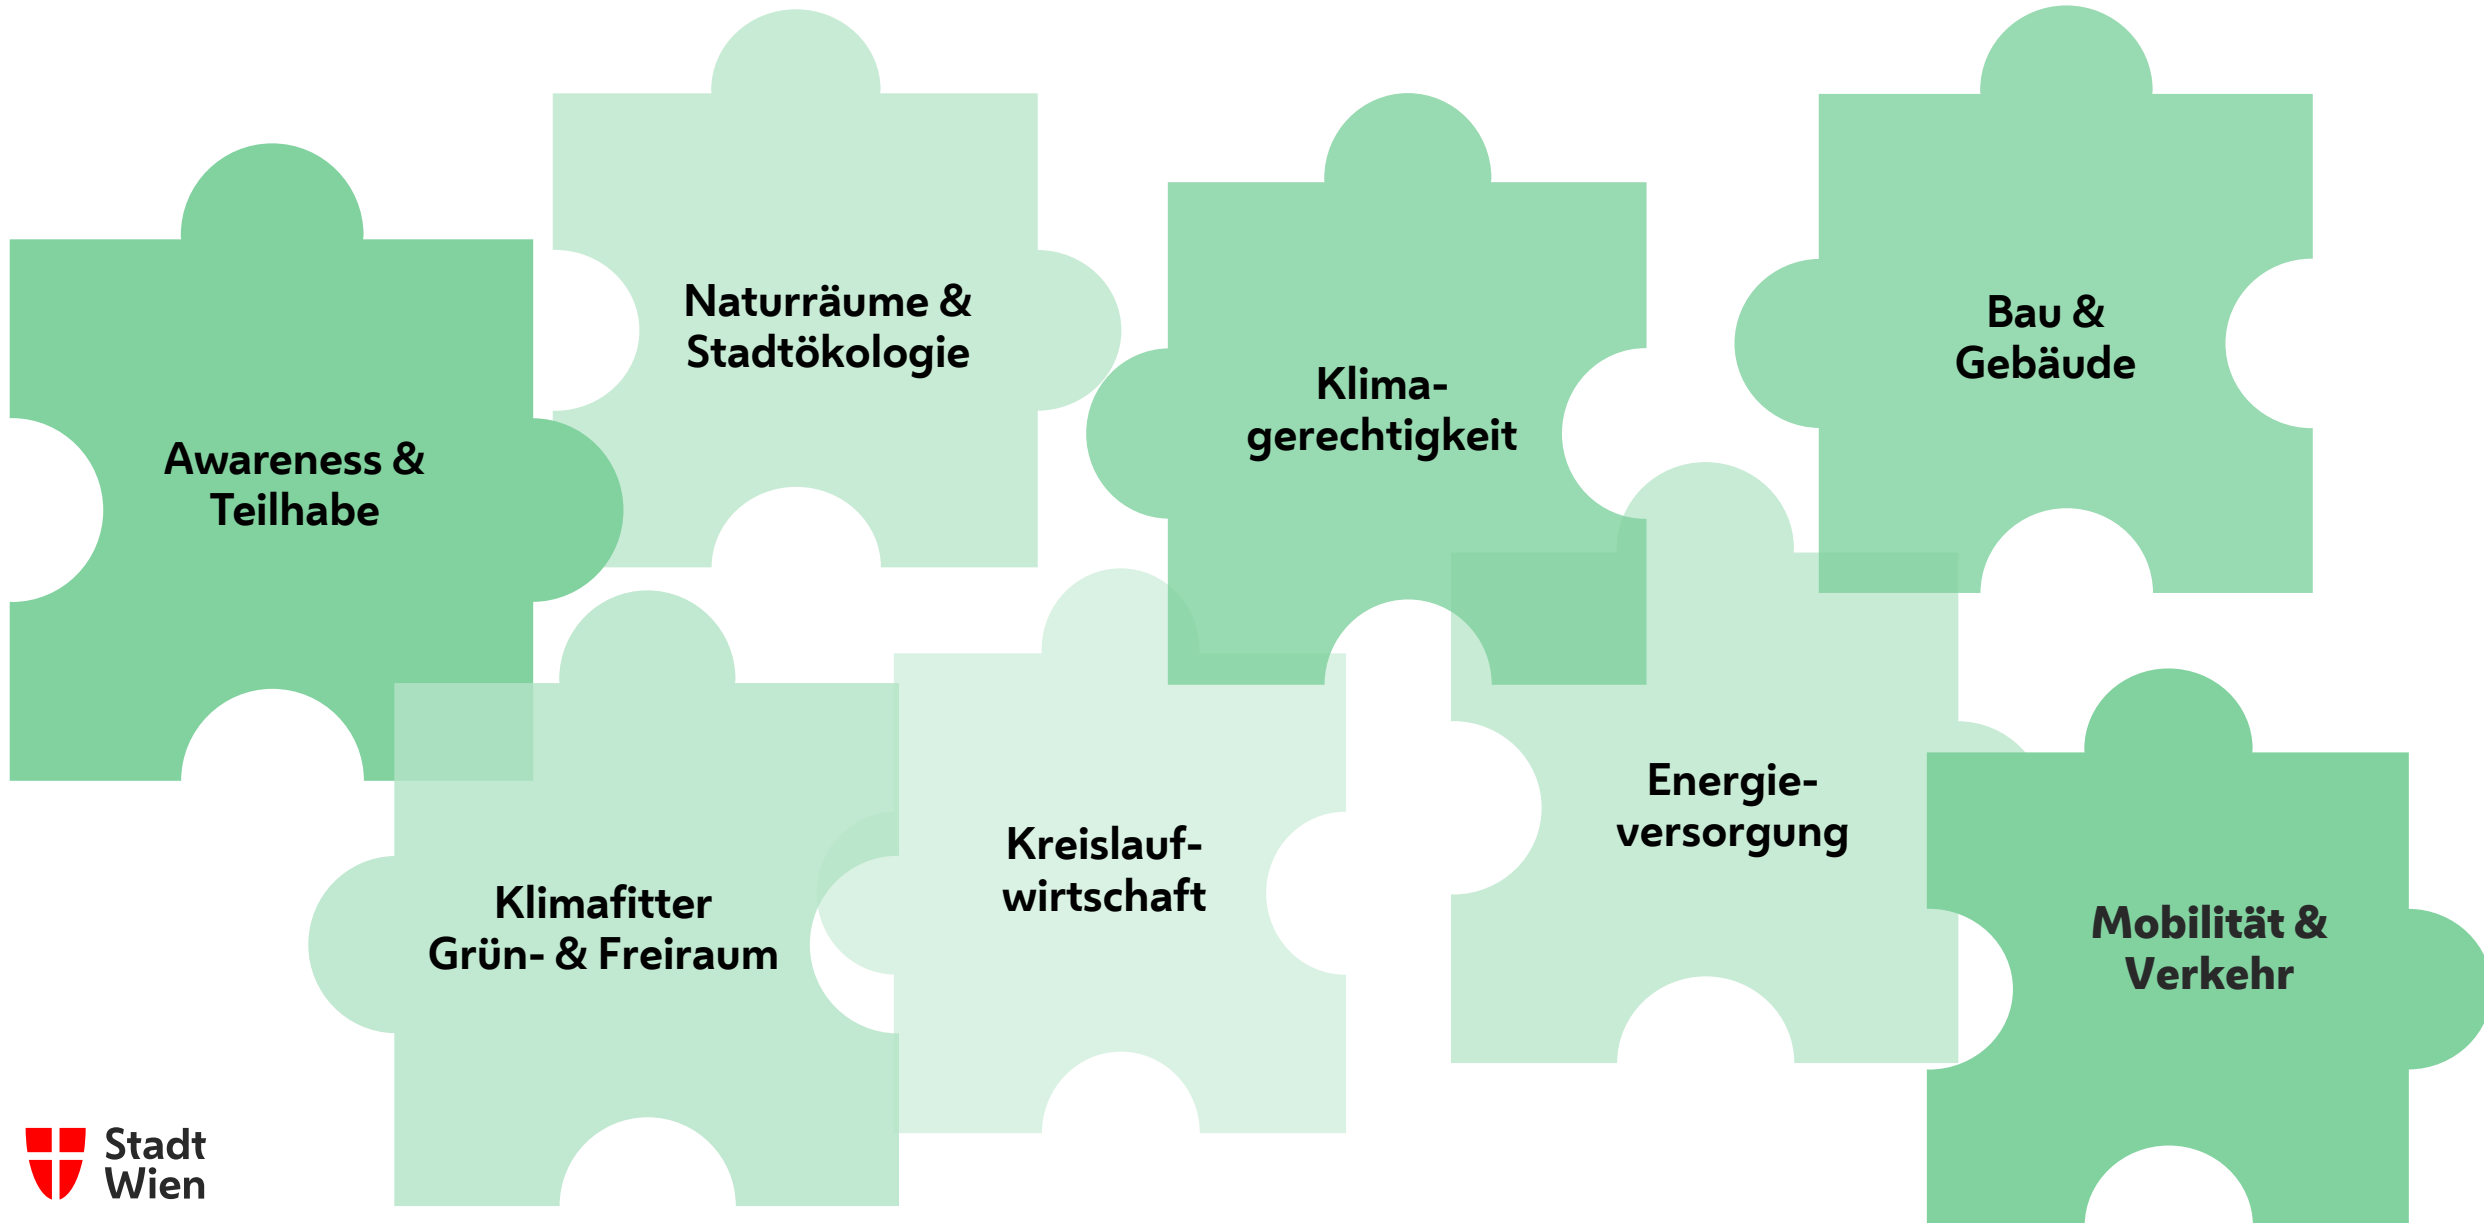 Naturräume &
Stadtökologie
Bau &
Gebäude
Klima-
gerechtigkeit
Awareness &
Teilhabe
Energie-
versorgung
Kreislauf-
wirtschaft
Klimafitter
Grün- & Freiraum
Mobilität &
Verkehr
Stadt
Wien